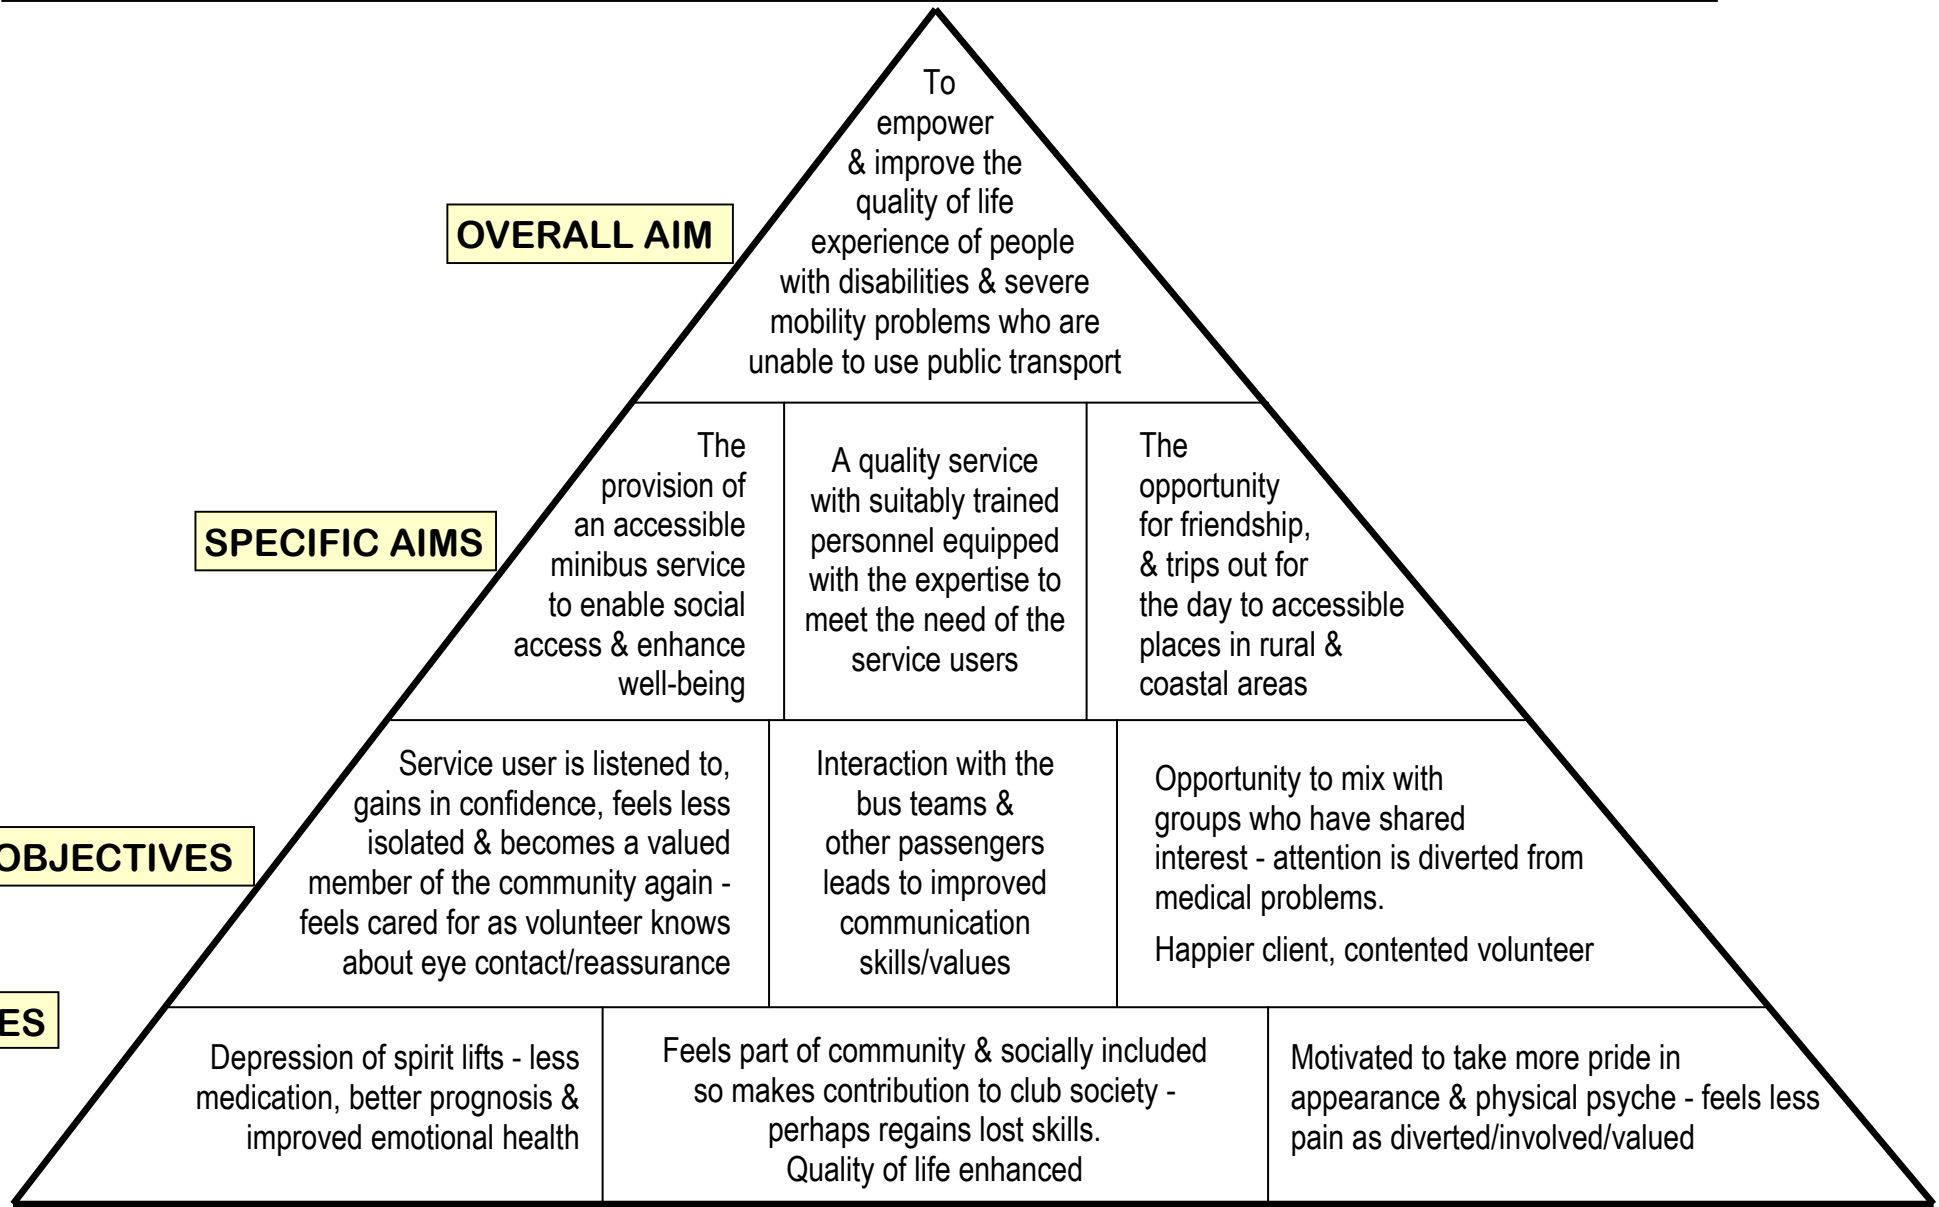 To
empower
& improve the
quality of life
experience of people
with disabilities & severe
mobility problems who are
unable to use public transport
OVERALL AIM
SPECIFIC AIMS
The
provision of
an accessible
minibus service
to enable social
access & enhance
well-being
A quality service
with suitably trained
personnel equipped
with the expertise to
meet the need of the
service users
The
opportunity
for friendship,
& trips out for
the day to accessible
places in rural &
coastal areas
OBJECTIVES
Service user is listened to,
gains in confidence, feels less
isolated & becomes a valued
member of the community again -
feels cared for as volunteer knows
about eye contact/reassurance
Interaction with the
bus teams &
other passengers
leads to improved
communication
skills/values
Opportunity to mix with
groups who have shared
interest - attention is diverted from
medical problems.
Happier client, contented volunteer
ES
Depression of spirit lifts - less
medication, better prognosis &
improved emotional health
Feels part of community & socially included
so makes contribution to club society -
perhaps regains lost skills.
Quality of life enhanced
Motivated to take more pride in
appearance & physical psyche - feels less
pain as diverted/involved/valued